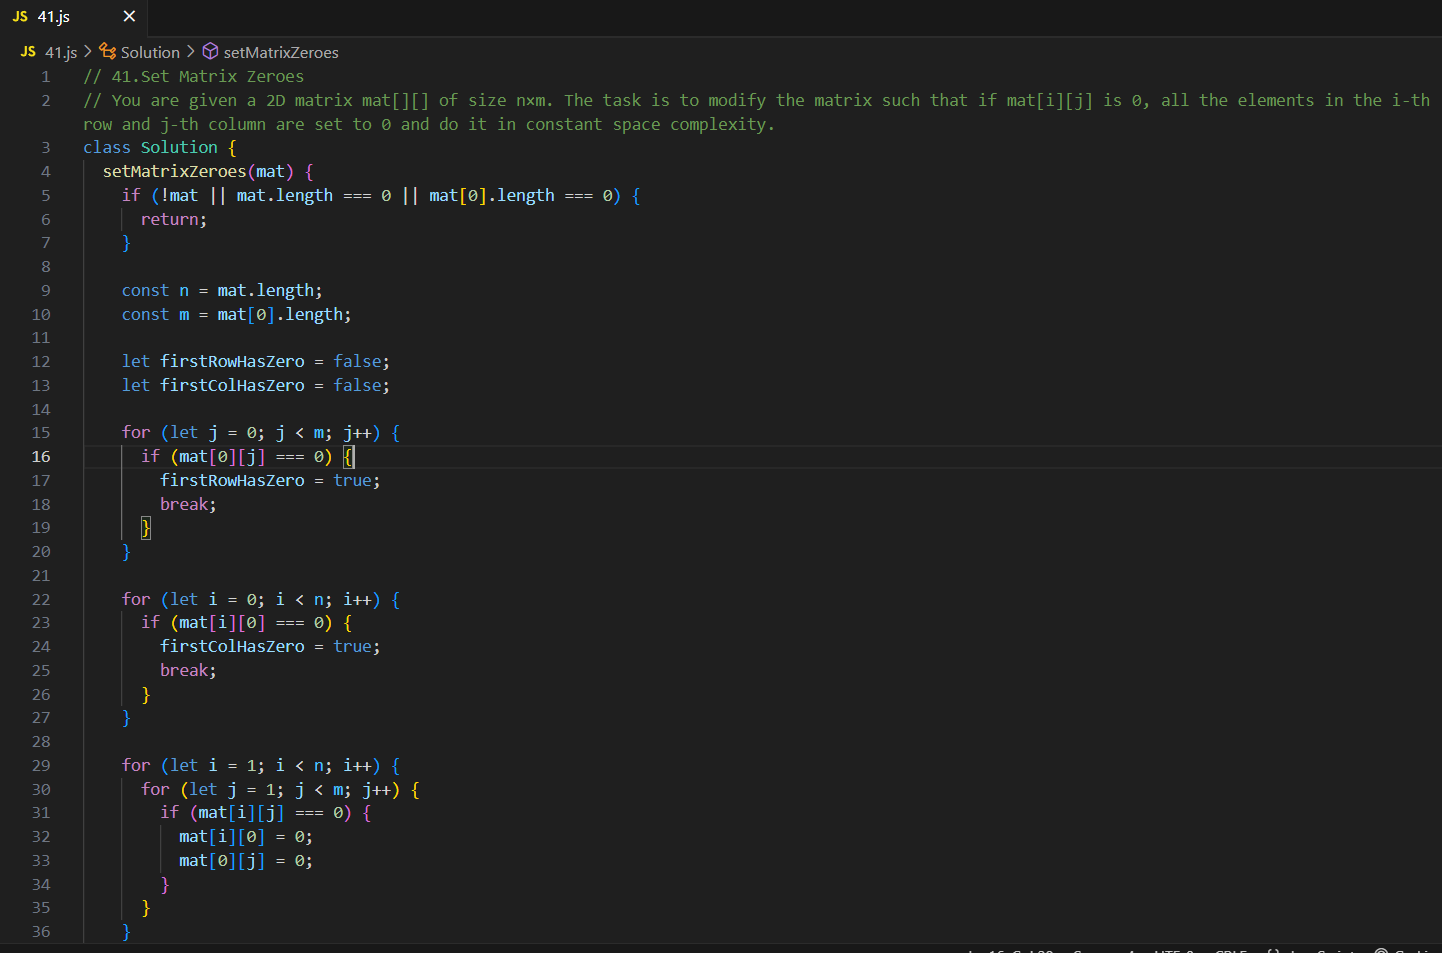 JS 41.js ×
JS 41.js > Solution > setMatrixZeroes
1 // 41.Set Matrix Zeroes
2 // You are given a 2D matrix mat[][] of size n×m. The task is to modify the matrix such that if mat[i][j] is 0, all the elements in the i-th
row and j-th column are set to 0 and do it in constant space complexity.
3 class Solution {
4 setMatrixZeroes(mat) {
5 if (!mat || mat.length === 0 || mat[0].length === 0) {
6 return;
7 }
8
9 const n = mat.length;
10 const m = mat[0].length;
11
12 let firstRowHasZero = false;
13 let firstColHasZero = false;
14
15 for (let j = 0; j < m; j++) {
16 if (mat[0][j] === 0) {
17 firstRowHasZero = true;
18 break;
19 }
20 }
21
22 for (let i = 0; i < n; i++) {
23 if (mat[i][0] === 0) {
24 firstColHasZero = true;
25 break;
26 }
27 }
28
29 for (let i = 1; i < n; i++) {
30 for (let j = 1; j < m; j++) {
31 if (mat[i][j] === 0) {
32 mat[i][0] = 0;
33 mat[0][j] = 0;
34 }
35 }
36 }